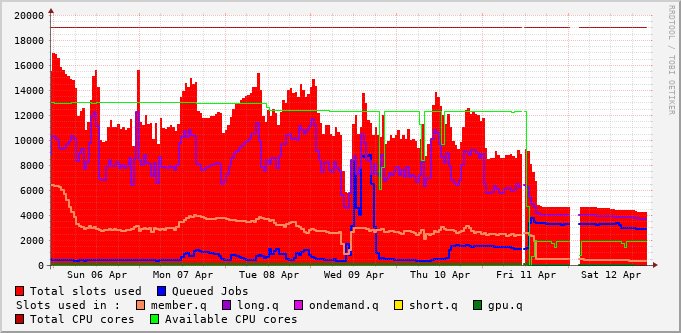 20000
18000
16000
14000
12000
10000
8000
6000
4000
2000
0
Sun 06 Apr Mon 07 Apr Tue 08 Apr Wed 09 Apr Thu 10 Apr Fri 11 Apr Sat 12 Apr
Total slots used Queued Jobs
Slots used in : member.q long.q ondemand.q short.q gpu.q
Total CPU cores Available CPU cores
RRDTOOL / TOBI OETIKER